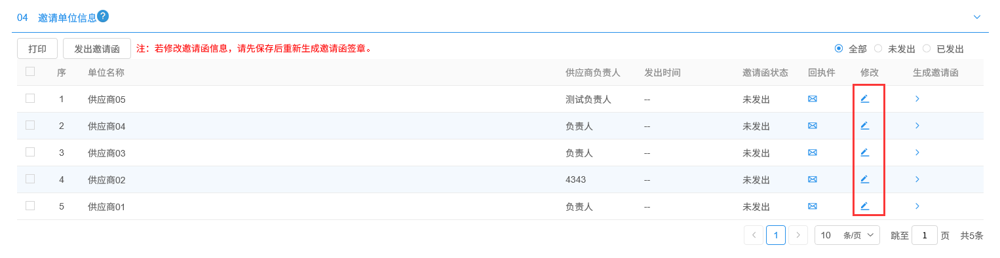 04 邀请单位信息?
打印 发出邀请函 注：若修改邀请函信息，请先保存后重新生成邀请函签章。 全部 未发出 已发出
序 单位名称 供应商负责人 发出时间 邀请函状态 回执件 修改 生成邀请函
1 供应商05 测试负责人 -- 未发出
2 供应商04 负责人 -- 未发出
3 供应商03 负责人 -- 未发出
4 供应商02 4343 -- 未发出
5 供应商01 负责人 -- 未发出
1 10 条/页 跳至 1 页 共5条